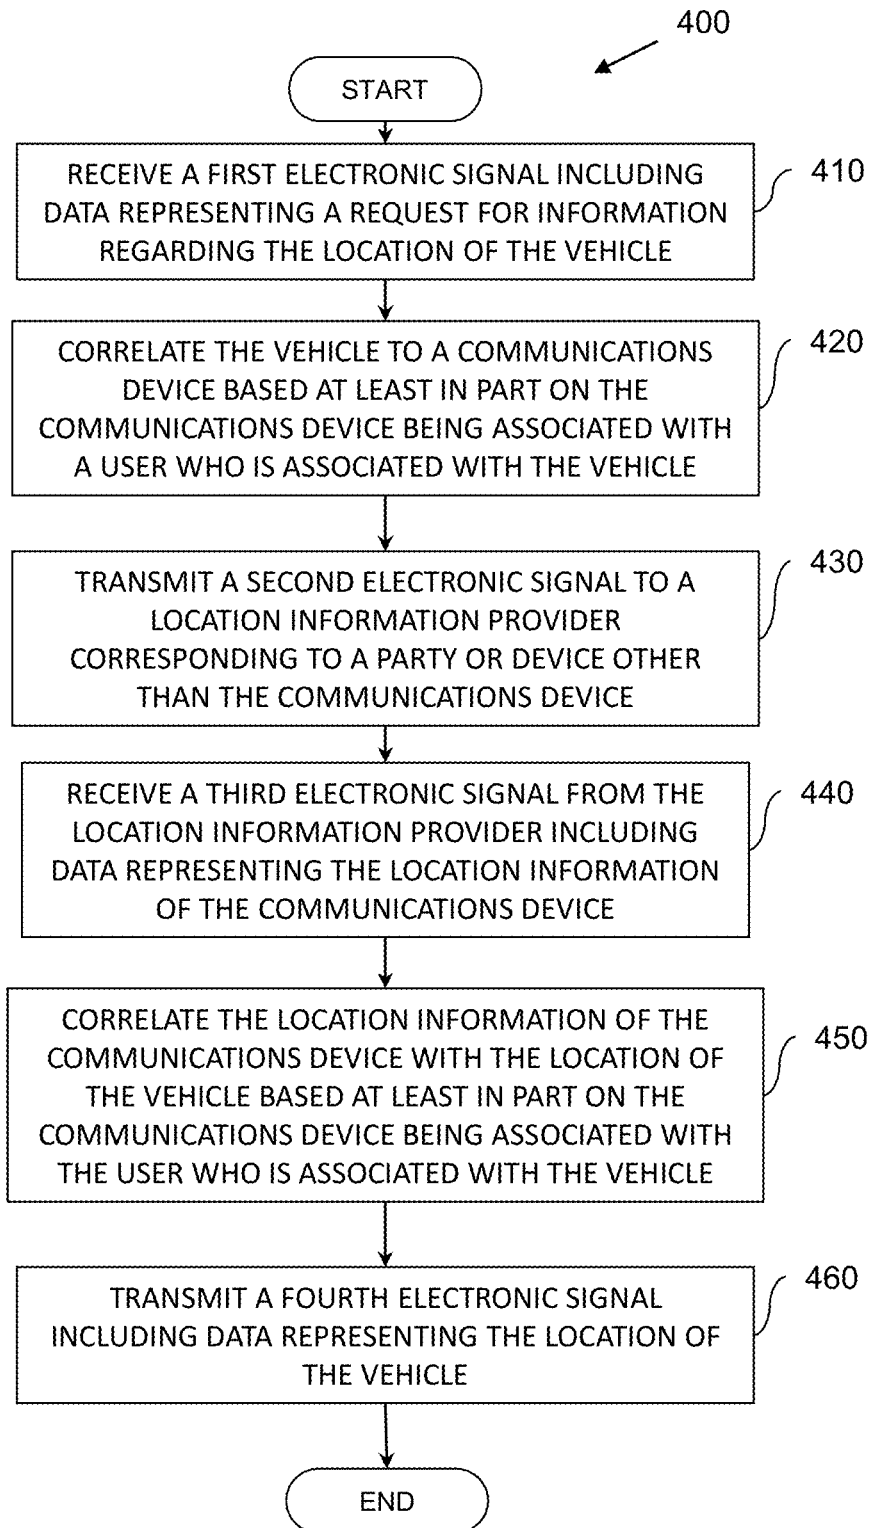 400
START
RECEIVE A FIRST ELECTRONIC SIGNAL INCLUDING
DATA REPRESENTING A REQUEST FOR INFORMATION
REGARDING THE LOCATION OF THE VEHICLE
410
CORRELATE THE VEHICLE TO A COMMUNICATIONS
DEVICE BASED AT LEAST IN PART ON THE
COMMUNICATIONS DEVICE BEING ASSOCIATED WITH
A USER WHO IS ASSOCIATED WITH THE VEHICLE
420
TRANSMIT A SECOND ELECTRONIC SIGNAL TO A
LOCATION INFORMATION PROVIDER
CORRESPONDING TO A PARTY OR DEVICE OTHER
THAN THE COMMUNICATIONS DEVICE
430
RECEIVE A THIRD ELECTRONIC SIGNAL FROM THE
LOCATION INFORMATION PROVIDER INCLUDING
DATA REPRESENTING THE LOCATION INFORMATION
OF THE COMMUNICATIONS DEVICE
440
CORRELATE THE LOCATION INFORMATION OF THE
COMMUNICATIONS DEVICE WITH THE LOCATION OF
THE VEHICLE BASED AT LEAST IN PART ON THE
COMMUNICATIONS DEVICE BEING ASSOCIATED WITH
THE USER WHO IS ASSOCIATED WITH THE VEHICLE
450
TRANSMIT A FOURTH ELECTRONIC SIGNAL
INCLUDING DATA REPRESENTING THE LOCATION OF
THE VEHICLE
460
END